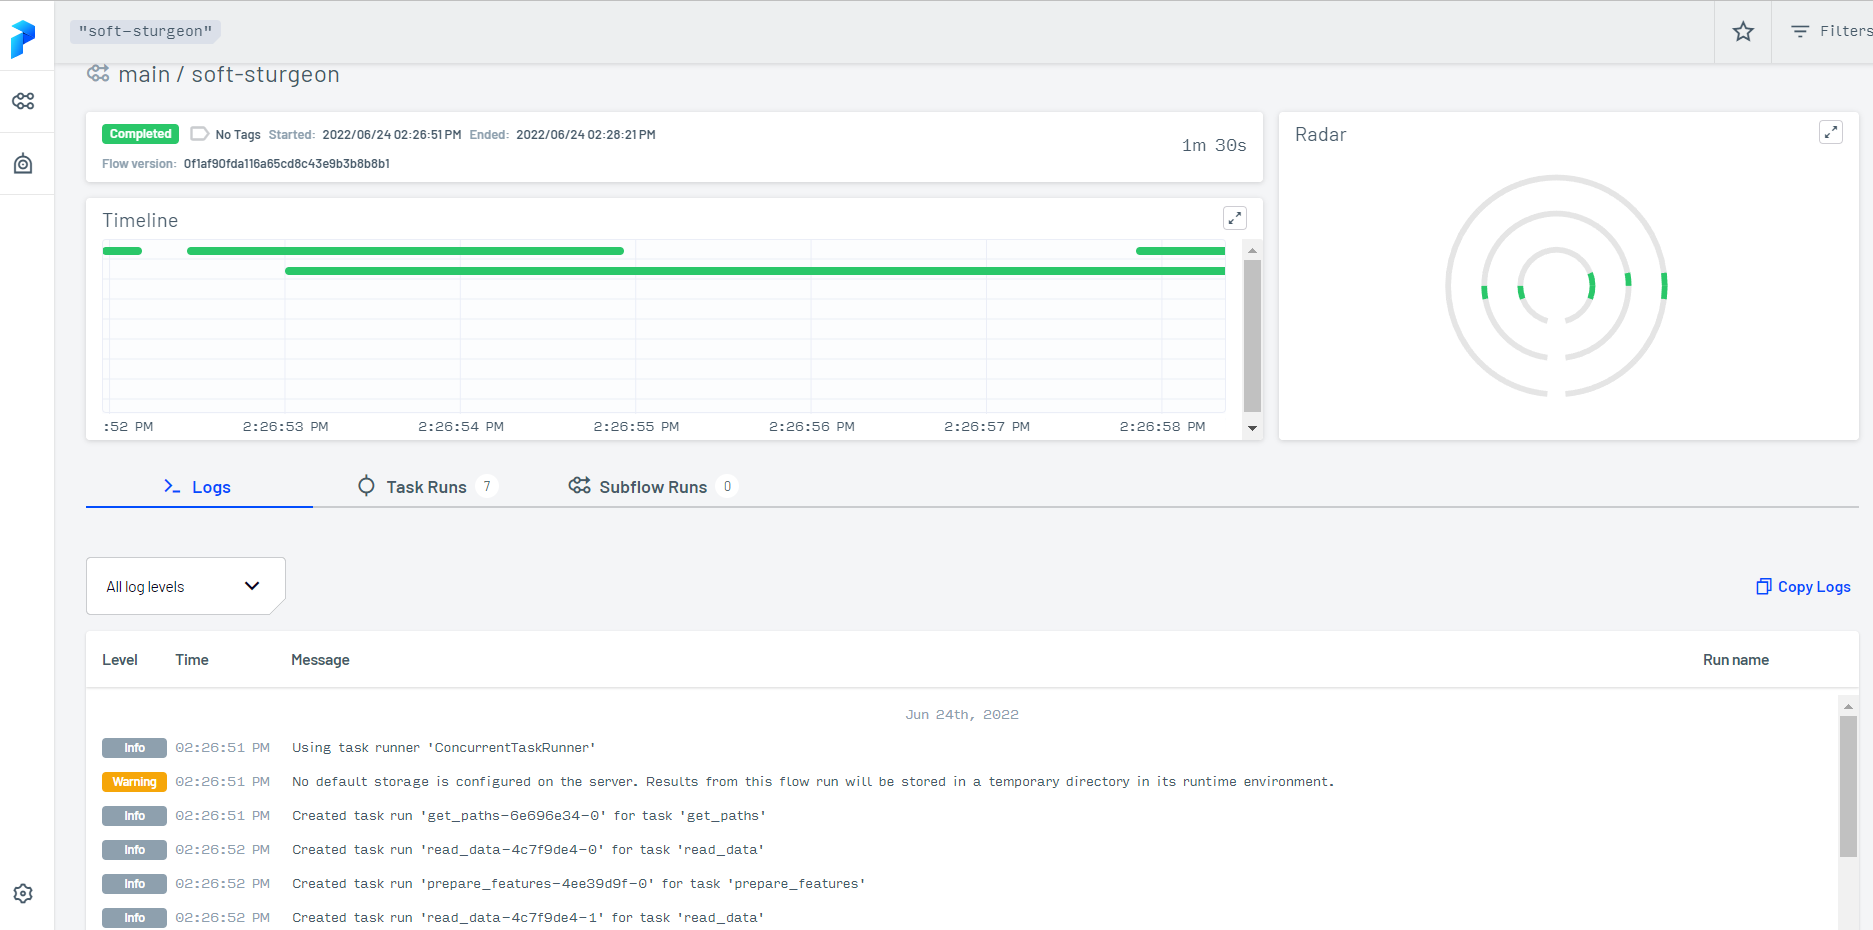 "soft-sturgeon"
Filters
main / soft-sturgeon
Completed No Tags Started: 2022/06/24 02:26:51 PM Ended: 2022/06/24 02:28:21 PM
Flow version: 0f1af90fda116a65cd8c43e9b3b8b8b1
1m 30s
Radar
Timeline
:52 PM 2:26:53 PM 2:26:54 PM 2:26:55 PM 2:26:56 PM 2:26:57 PM 2:26:58 PM
Logs Task Runs 7 Subflow Runs 0
All log levels
Copy Logs
Level Time Message Run name
Jun 24th, 2022
Info 02:26:51 PM Using task runner 'ConcurrentTaskRunner'
Warning 02:26:51 PM No default storage is configured on the server. Results from this flow run will be stored in a temporary directory in its runtime environment.
Info 02:26:51 PM Created task run 'get_paths-6e696e34-0' for task 'get_paths'
Info 02:26:52 PM Created task run 'read_data-4c7f9de4-0' for task 'read_data'
Info 02:26:52 PM Created task run 'prepare_features-4ee39d9f-0' for task 'prepare_features'
Info 02:26:52 PM Created task run 'read_data-4c7f9de4-1' for task 'read_data'